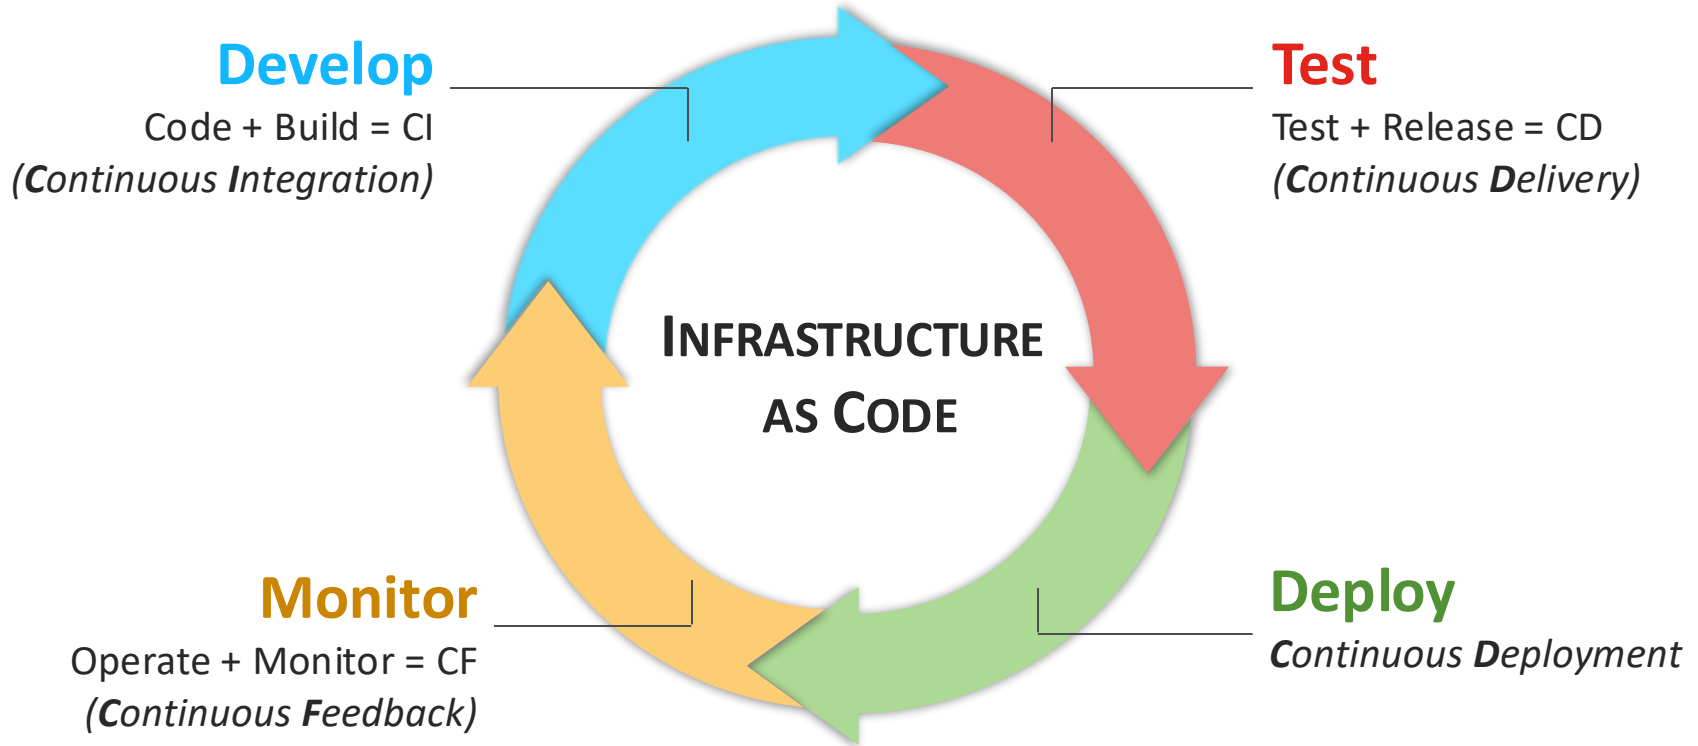 Develop
Code + Build = CI
(Continuous Integration)
Test
Test + Release = CD
(Continuous Delivery)
INFRASTRUCTURE
AS CODE
Monitor
Operate + Monitor = CF
(Continuous Feedback)
Deploy
Continuous Deployment